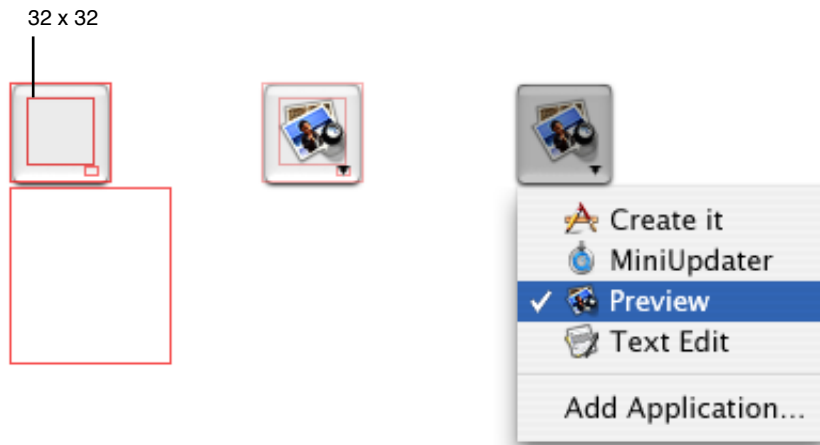 32 x 32
Create it
MiniUpdater
Preview
Text Edit
Add Application...